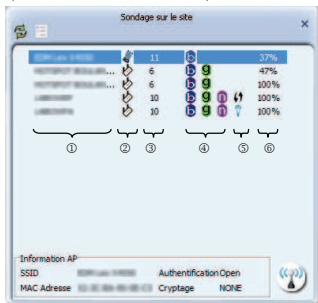 Sondage sur le site
11 b 37%
... 6 b g 47%
... 6 b g 100%
10 b g n 100%
10 b g n 100%
① ② ③ ④ ⑤ ⑥
Information AP
SSID Authentification Open
MAC Adresse Cryptage NONE